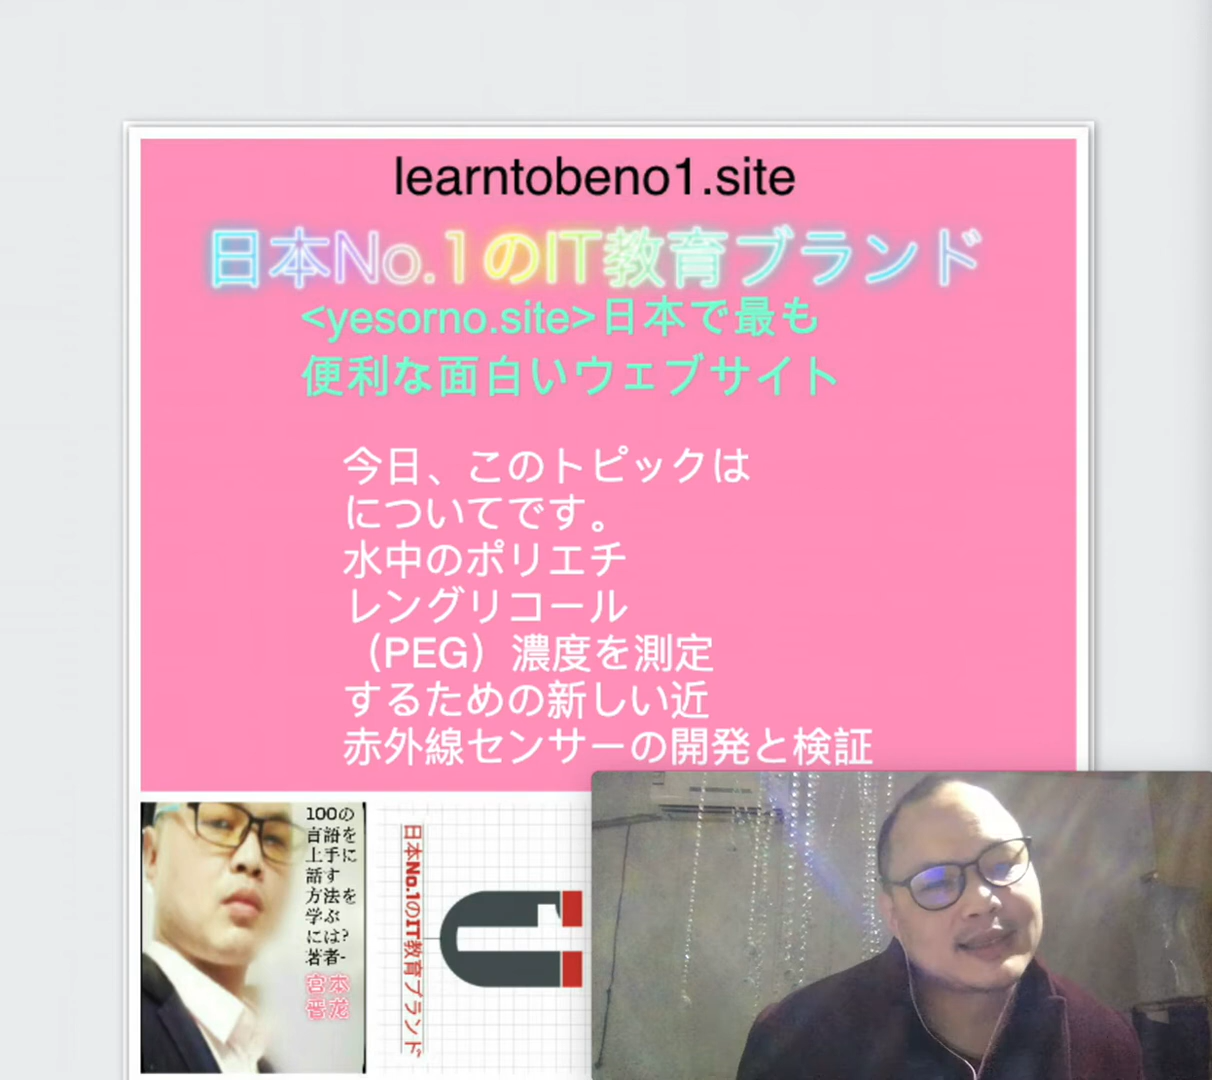 learntobeno1.site
日本No.1のIT教育ブランド
<yesorno.site>日本で最も
便利な面白いウェブサイト
今日、このトピックは
についてです。
水中のポリエチ
レングリコール
（PEG）濃度を測定
するための新しい近
赤外線センサーの開発と検証
100の
言語を
上手に
話す
方法を
学ぶ
には?
著者-
宮本
晋龙
日本No.1のIT教育ブランド